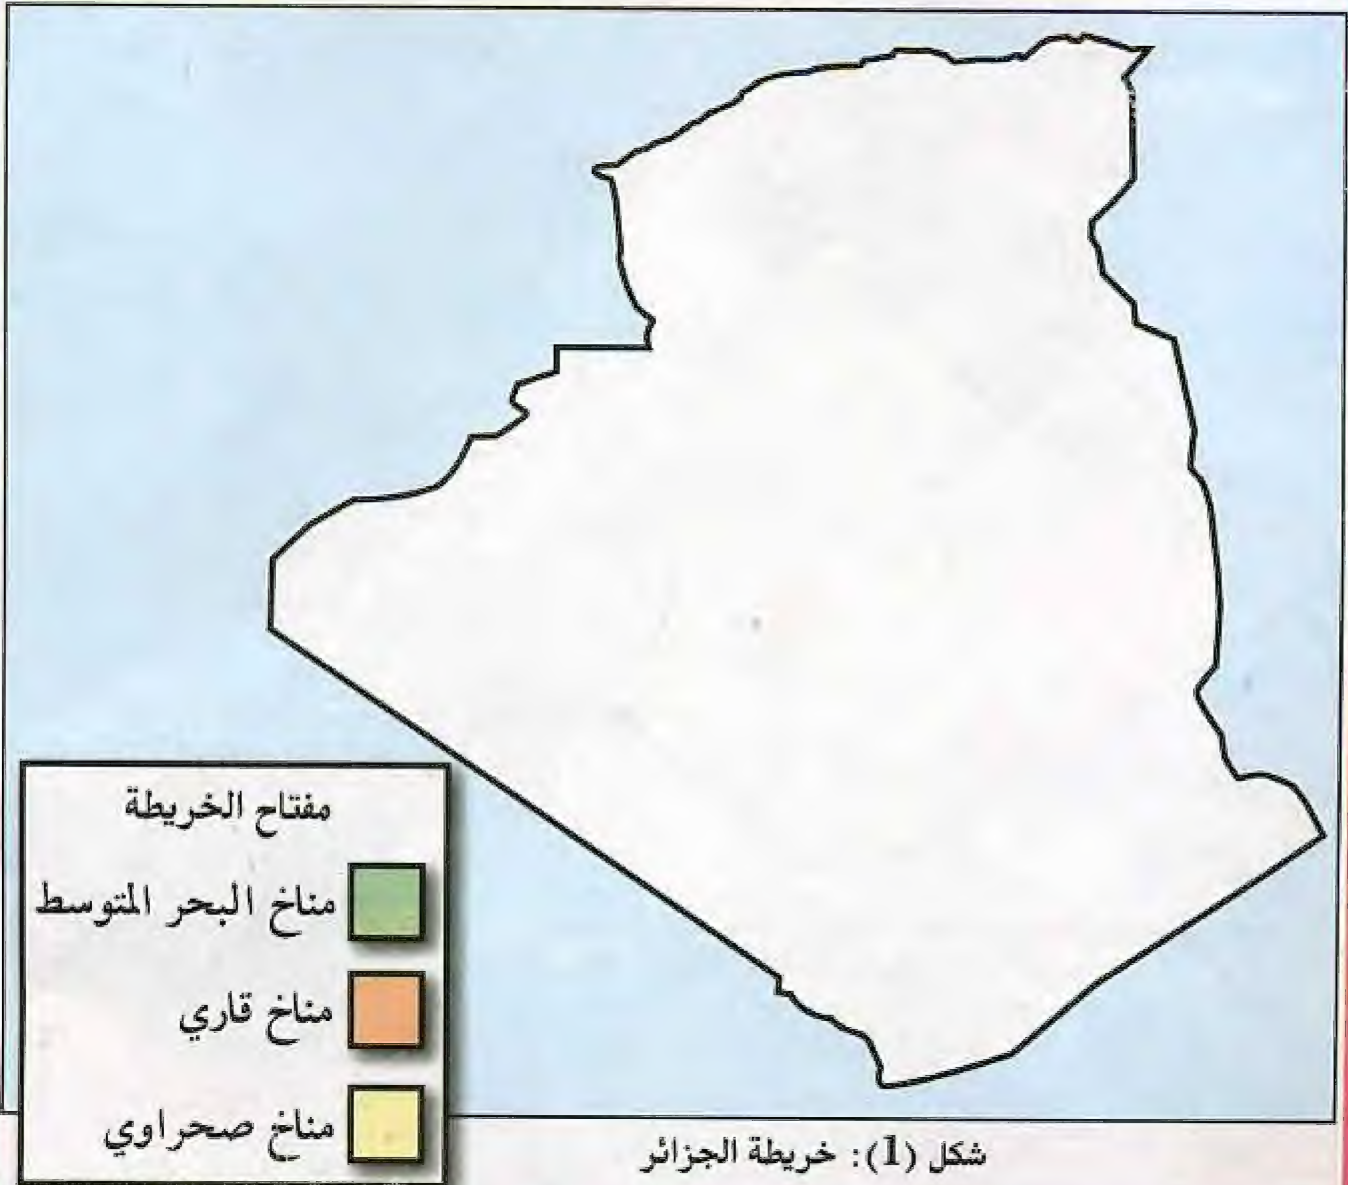 مفتاح الخريطة
مناخ البحر المتوسط
مناخ قاري
مناخ صحراوي
شكل (1): خريطة الجزائر